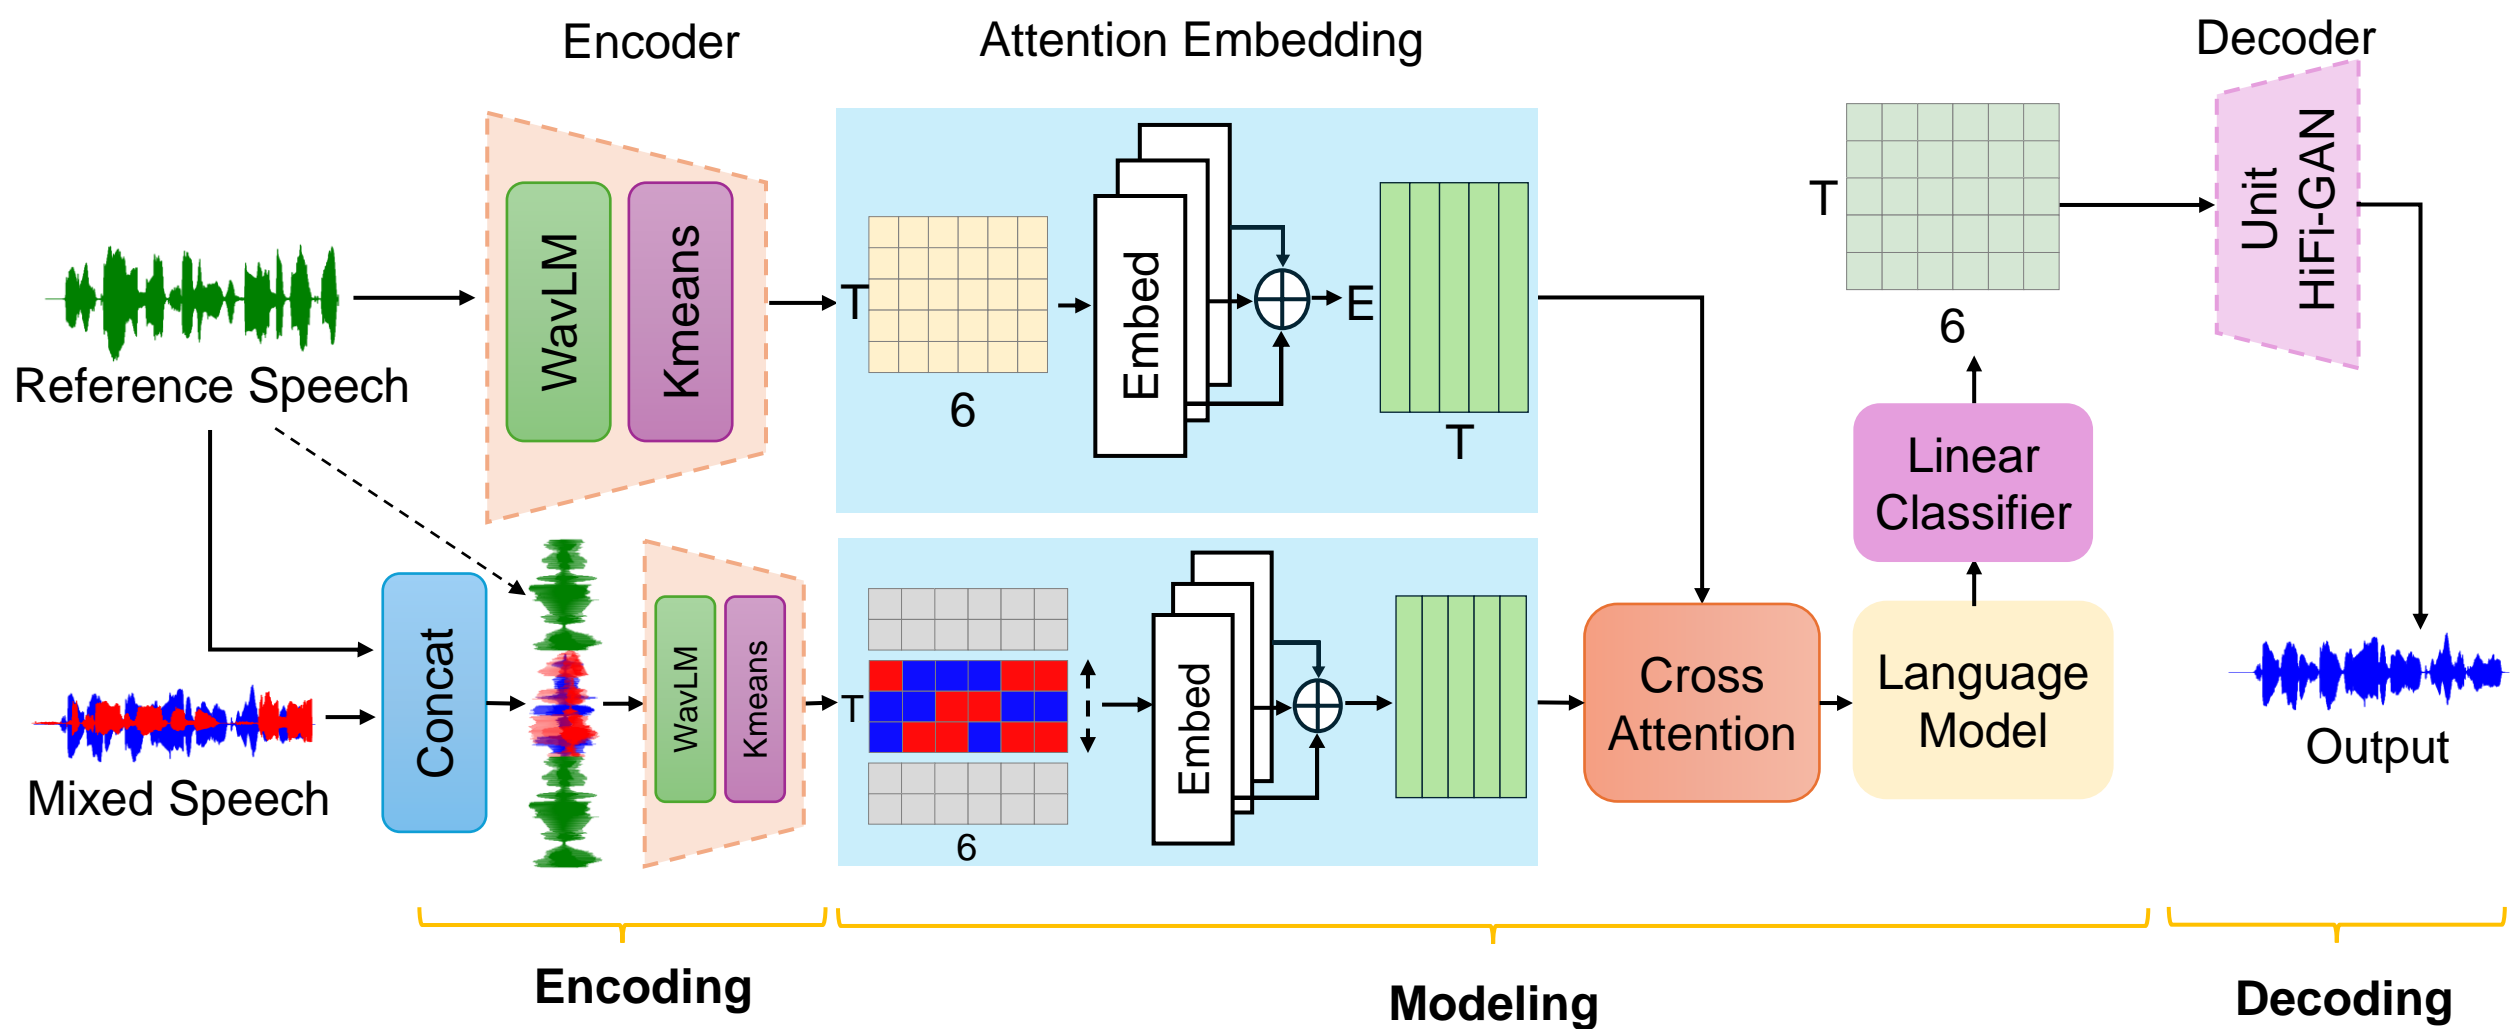 Encoder
Attention Embedding
Decoder
WavLM
Kmeans
T
6
Embed
E
T
T
6
Unit
HiFi-GAN
Reference Speech
Linear
Classifier
Concat
WavLM
Kmeans
T
6
Embed
Cross
Attention
Language
Model
Mixed Speech
Output
Encoding
Modeling
Decoding